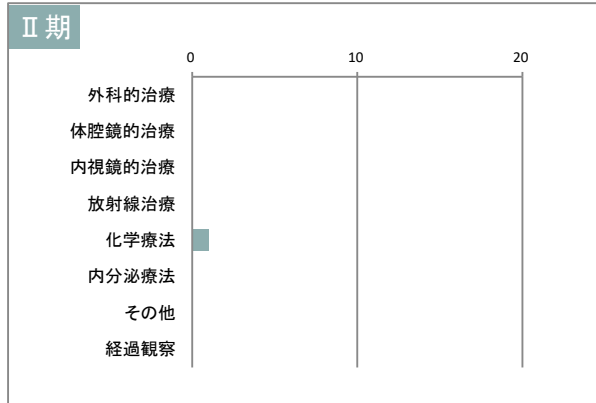 Ⅱ期
0 10 20
外科的治療
体腔鏡的治療
内視鏡的治療
放射線治療
化学療法
内分泌療法
その他
経過観察